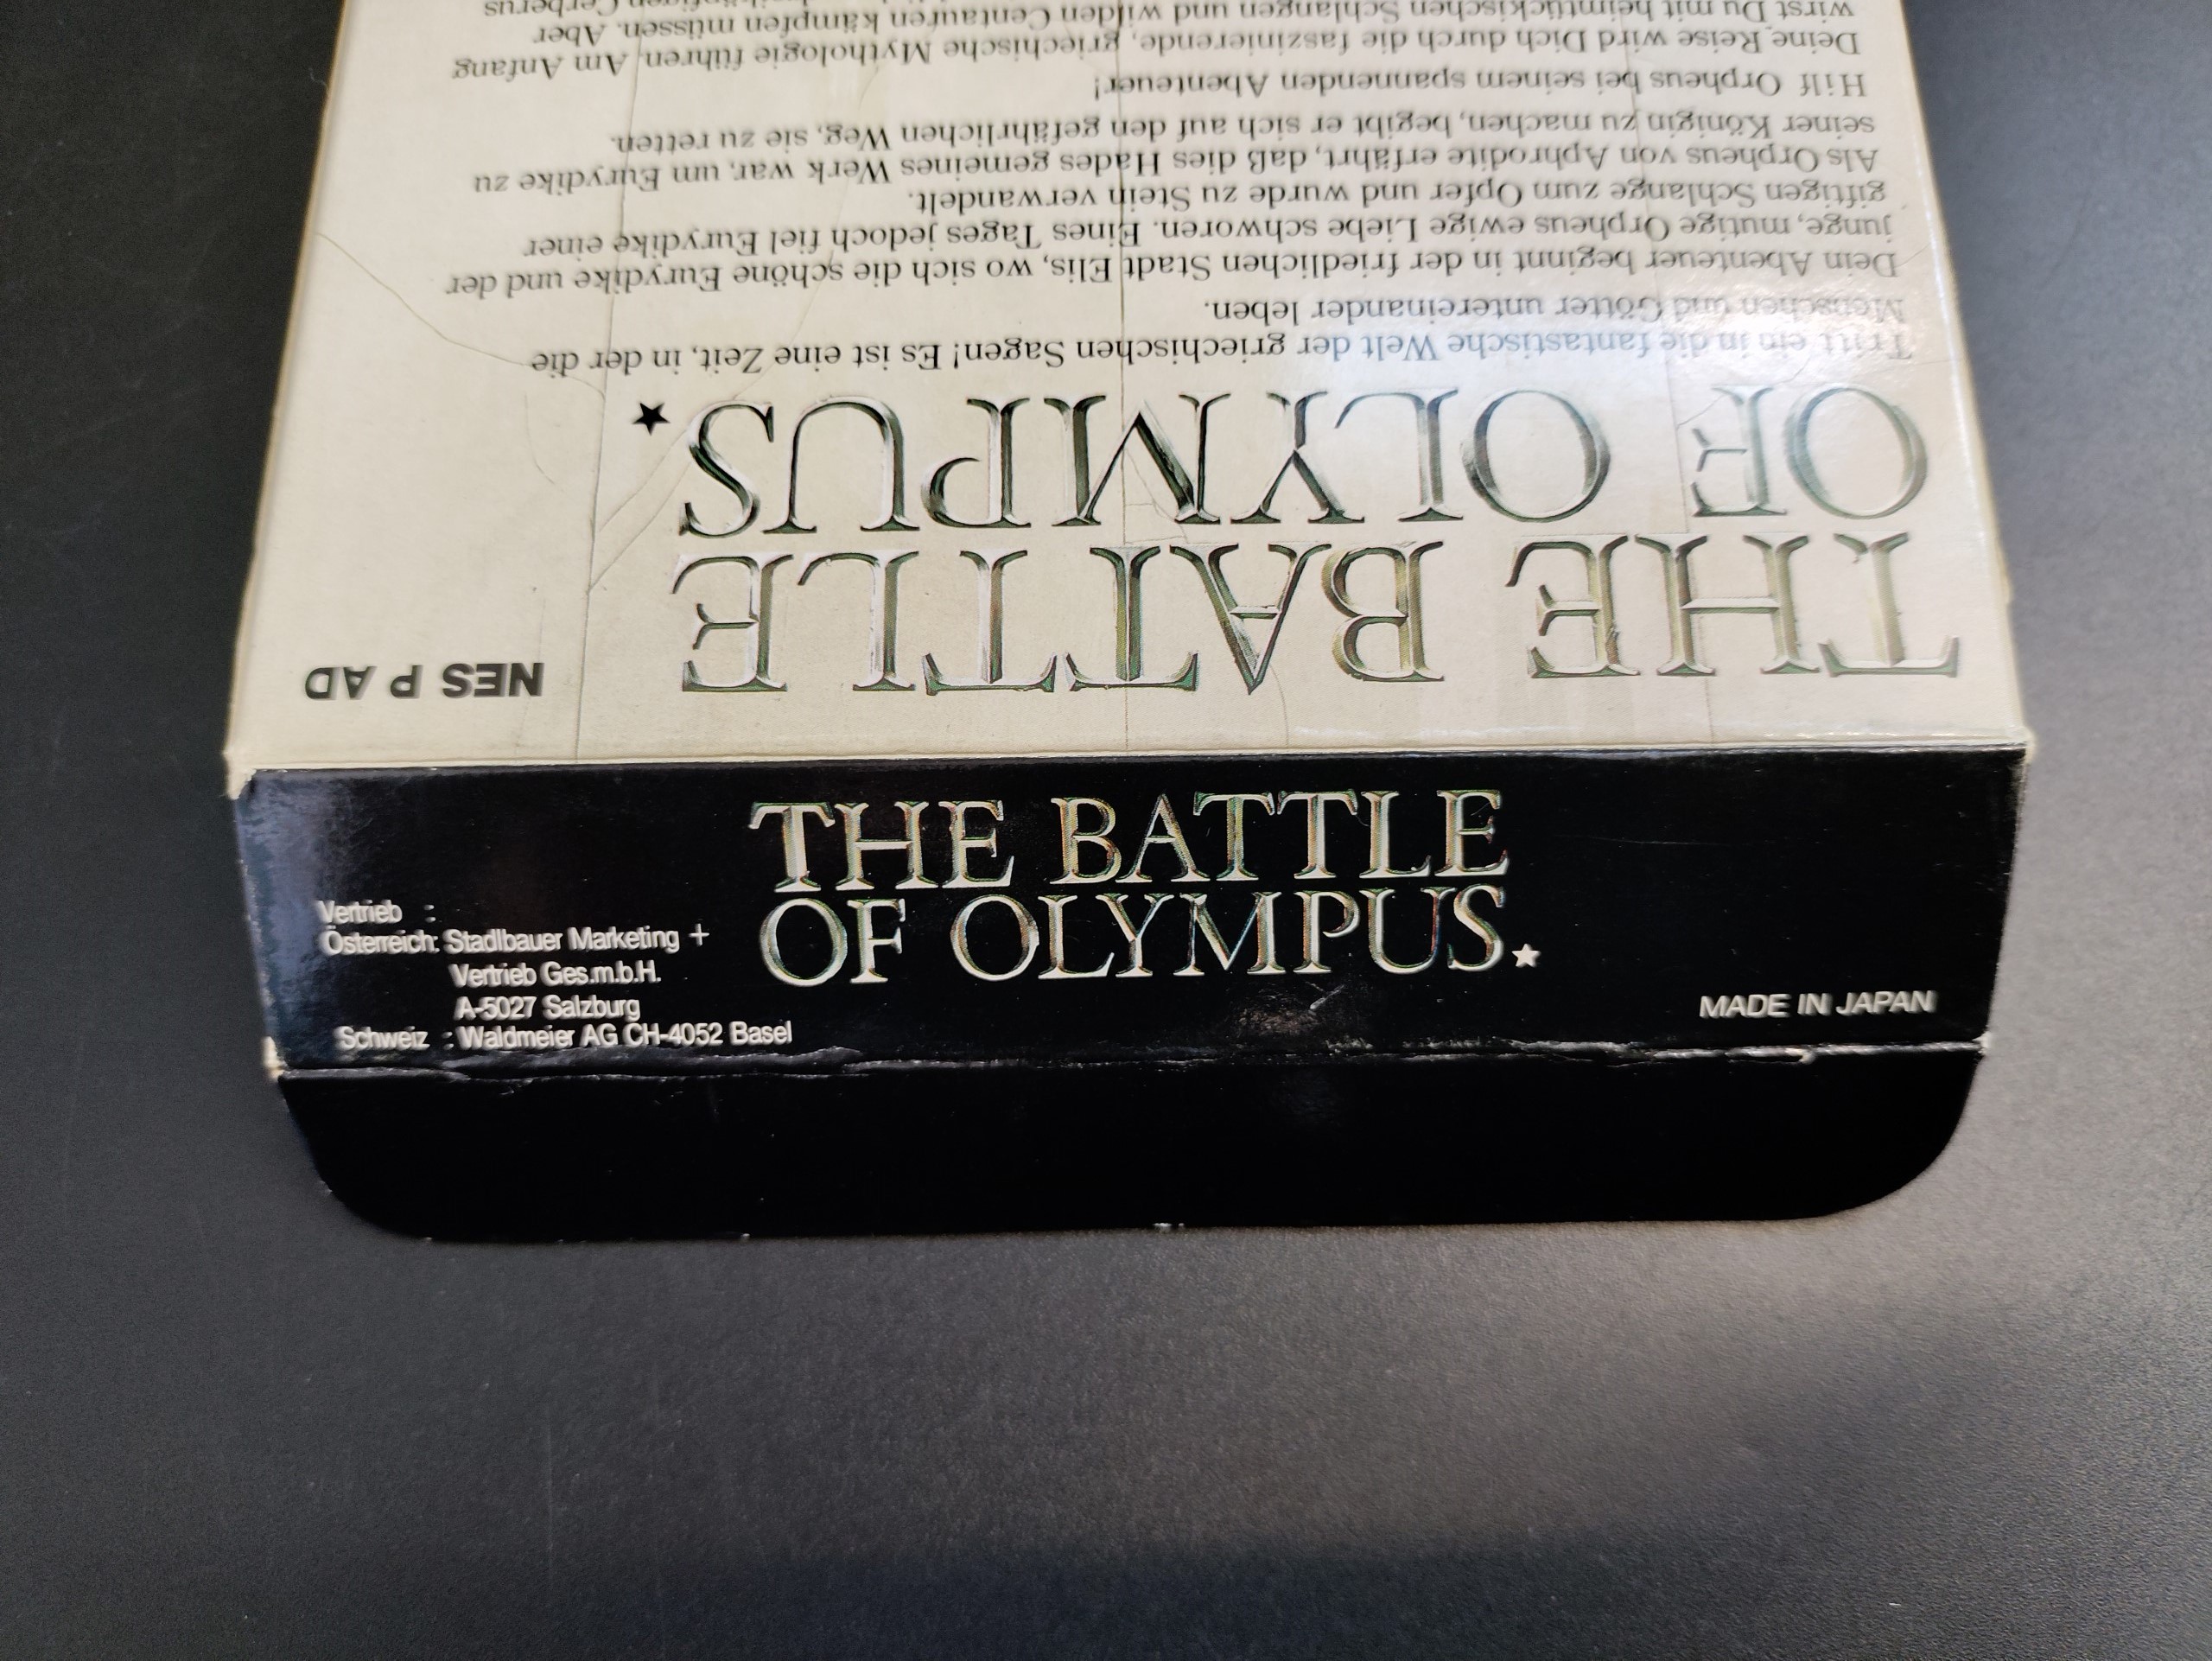 THE BATTLE
OF OLYMPUS.★
Vertrieb :
Österreich: Stadlbauer Marketing +
Vertrieb Ges.m.b.H.
A-5027 Salzburg
Schweiz : Waldmeier AG CH-4052 Basel
MADE IN JAPAN
NES P AD
THE BATTLE
OF OLYMPUS.★
Tritt ein in die fantastische Welt der griechischen Sagen! Es ist eine Zeit, in der die
Menschen und Götter untereinander leben.
Dein Abenteuer beginnt in der friedlichen Stadt Elis, wo sich die schöne Eurydike und der
junge, mutige Orpheus ewige Liebe schworen. Eines Tages jedoch fiel Eurydike einer
giftigen Schlange zum Opfer und wurde zu Stein verwandelt.
Als Orpheus von Aphrodite erfährt, daß dies Hades gemeines Werk war, um Eurydike zu
seiner Königin zu machen, begibt er sich auf den gefährlichen Weg, sie zu retten.
Hilf Orpheus bei seinem spannenden Abenteuer!
Deine Reise wird Dich durch die faszinierende, griechische Mythologie führen. Am Anfang
wirst Du mit heimtückischen Schlangen und wilden Centauren kämpfen müssen. Aber
Cerberus